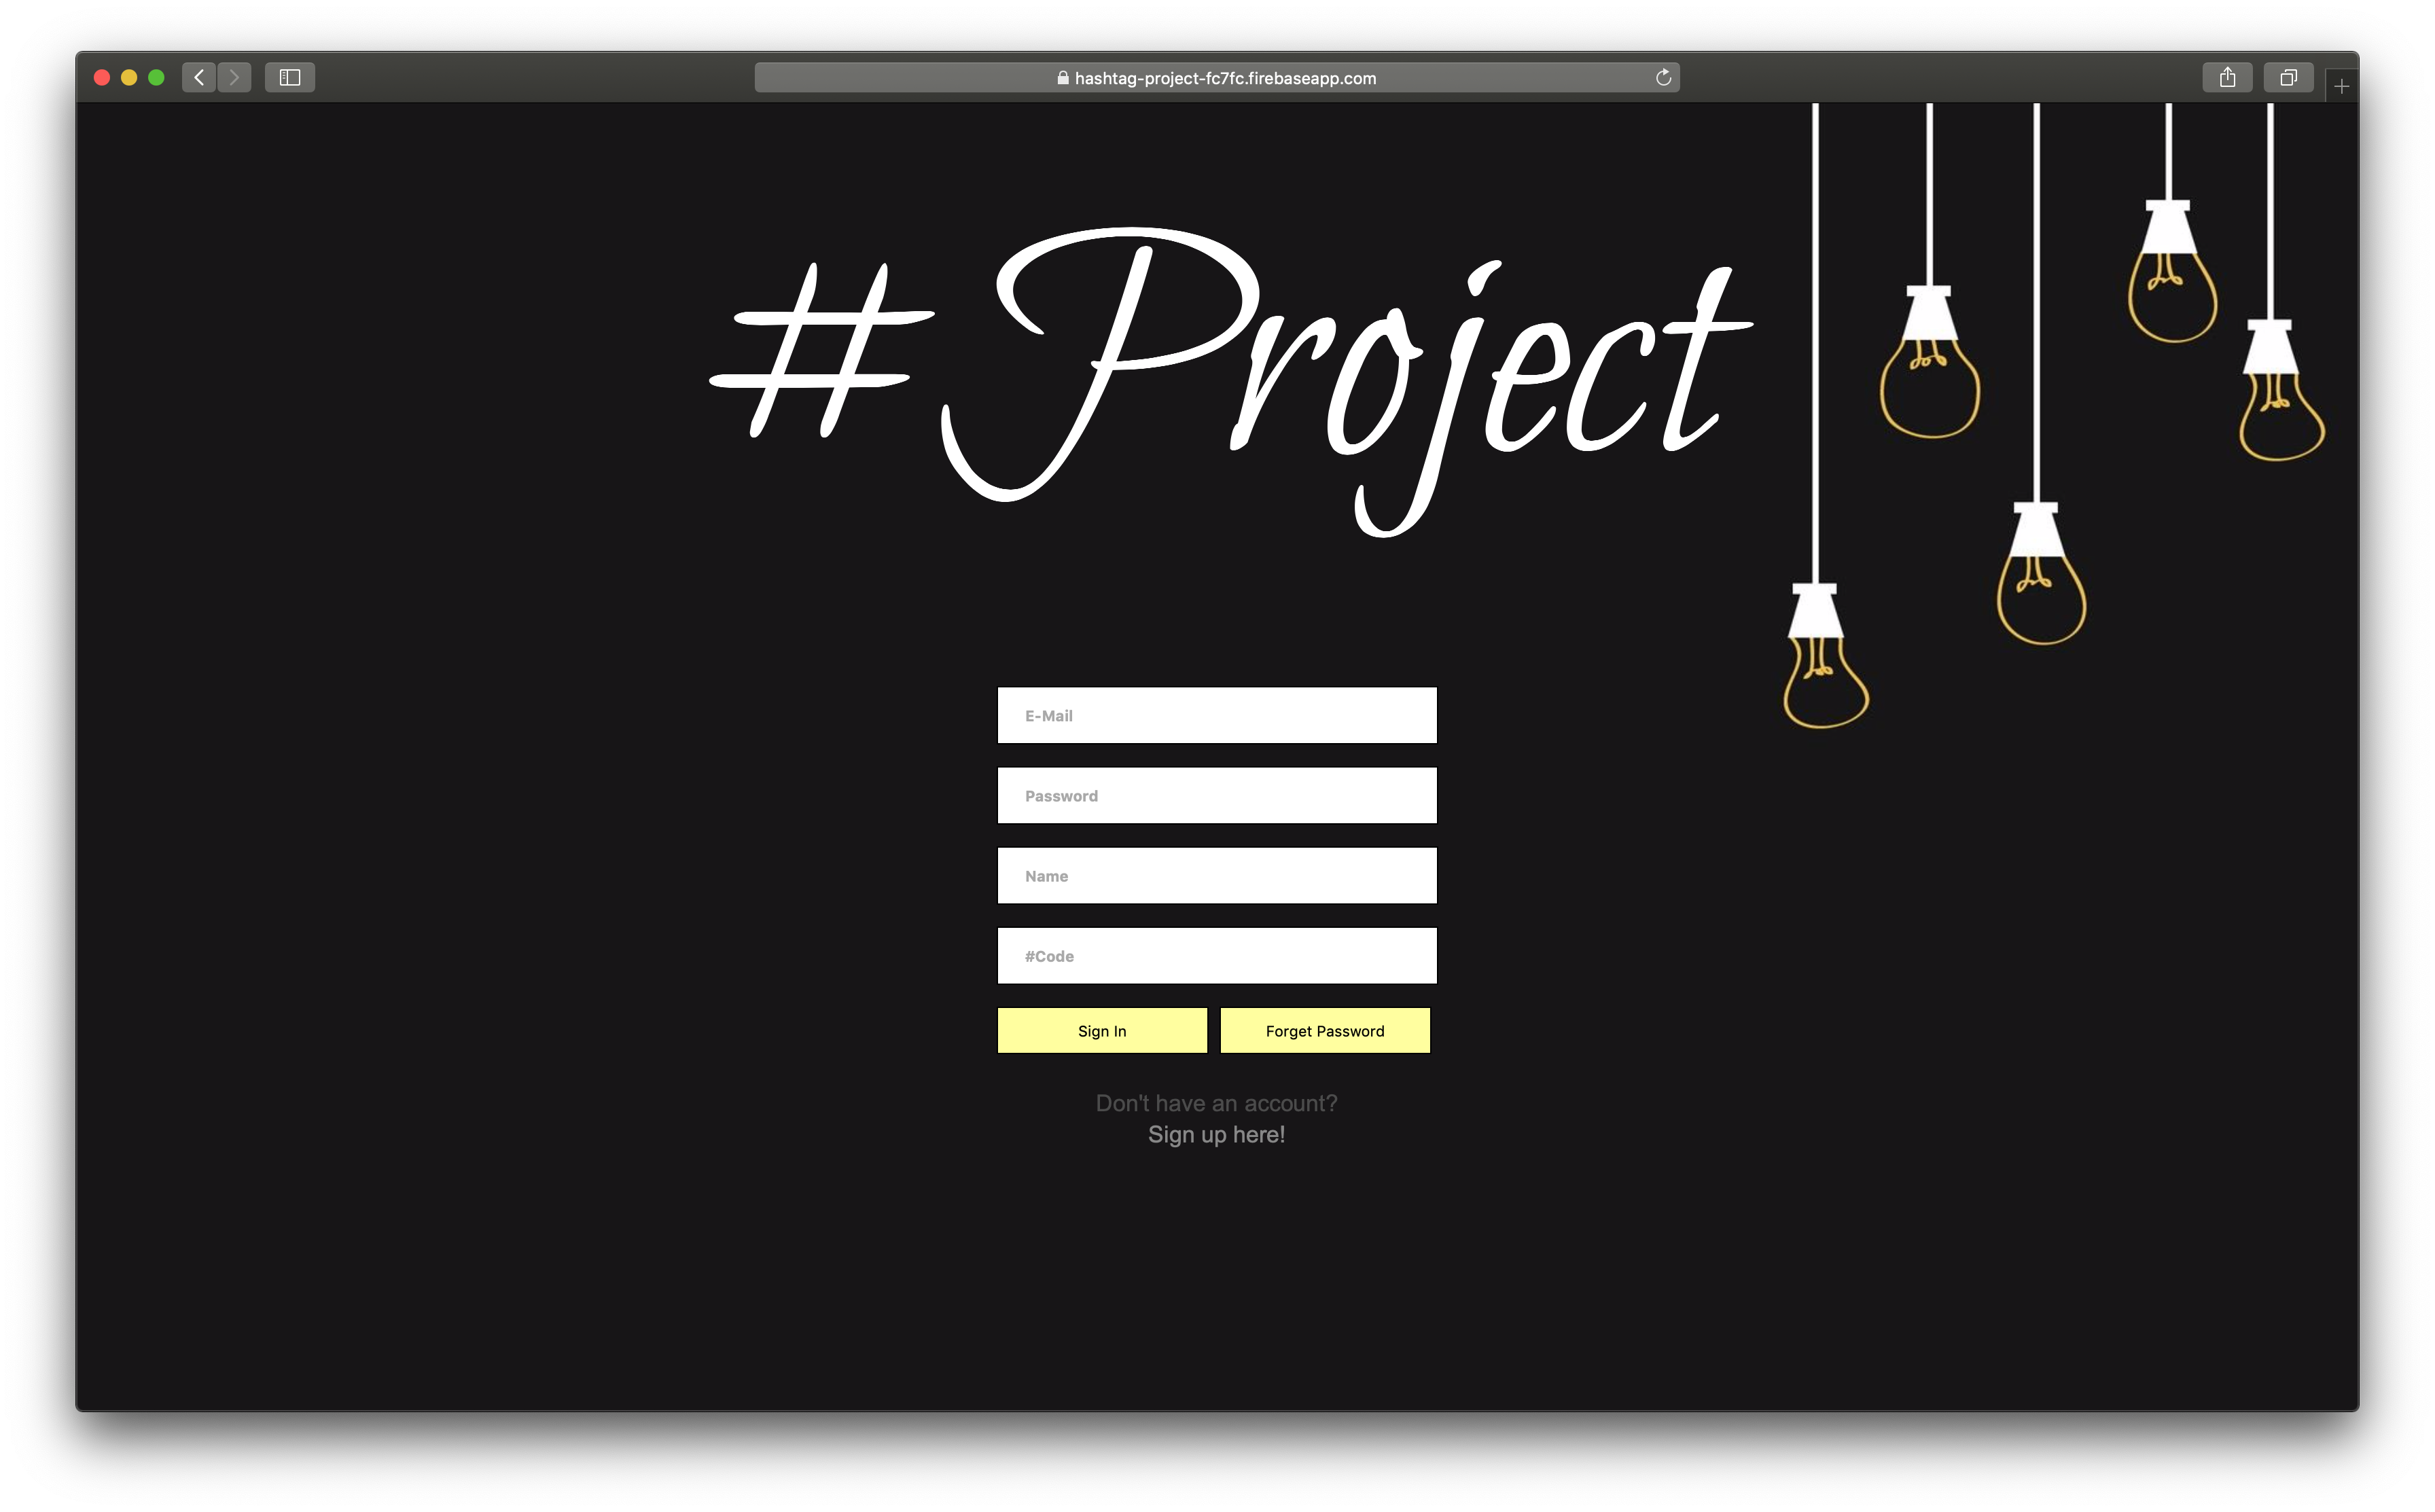 hashtag-project-fc7fc.firebaseapp.com
#Project
E-Mail
Password
Name
#Code
Sign In Forget Password
Don't have an account?
Sign up here!